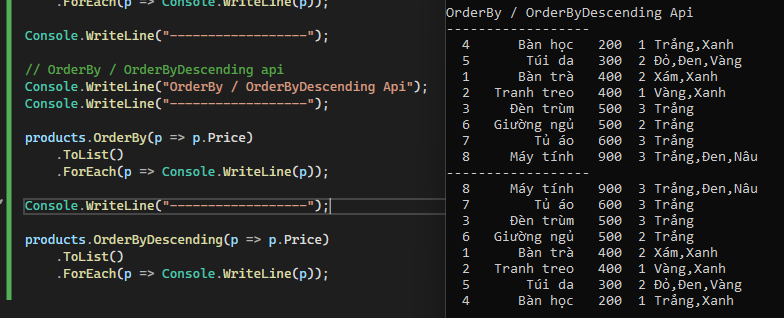 .ForEach(p => Console.WriteLine(p));
Console.WriteLine("------------------");
// OrderBy / OrderByDescending api
Console.WriteLine("OrderBy / OrderByDescending Api");
Console.WriteLine("------------------");
products.OrderBy(p => p.Price)
.ToList()
.ForEach(p => Console.WriteLine(p));
Console.WriteLine("------------------");
products.OrderByDescending(p => p.Price)
.ToList()
.ForEach(p => Console.WriteLine(p));
OrderBy / OrderByDescending Api
------------------
4 Bàn học 200 1 Trắng,Xanh
5 Túi da 300 2 Đỏ,Đen,Vàng
1 Bàn trà 400 2 Xám,Xanh
2 Tranh treo 400 1 Vàng,Xanh
3 Đèn trùm 500 3 Trắng
6 Giường ngủ 500 2 Trắng
7 Tủ áo 600 3 Trắng
8 Máy tính 900 3 Trắng,Đen,Nâu
------------------
8 Máy tính 900 3 Trắng,Đen,Nâu
7 Tủ áo 600 3 Trắng
3 Đèn trùm 500 3 Trắng
6 Giường ngủ 500 2 Trắng
1 Bàn trà 400 2 Xám,Xanh
2 Tranh treo 400 1 Vàng,Xanh
5 Túi da 300 2 Đỏ,Đen,Vàng
4 Bàn học 200 1 Trắng,Xanh